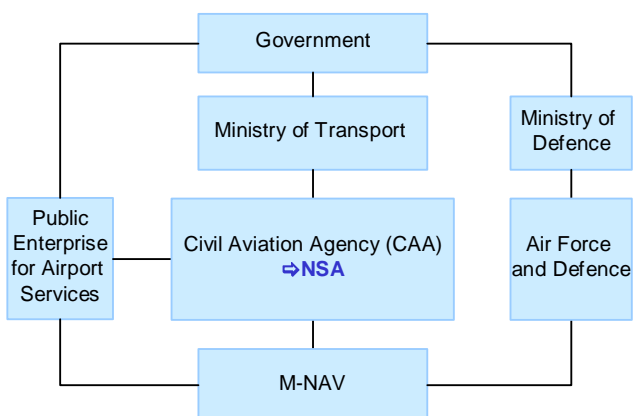 Government
Ministry of Transport
Ministry of
Defence
Public
Enterprise
for Airport
Services
Civil Aviation Agency (CAA)
⇨NSA
Air Force
and Defence
M-NAV